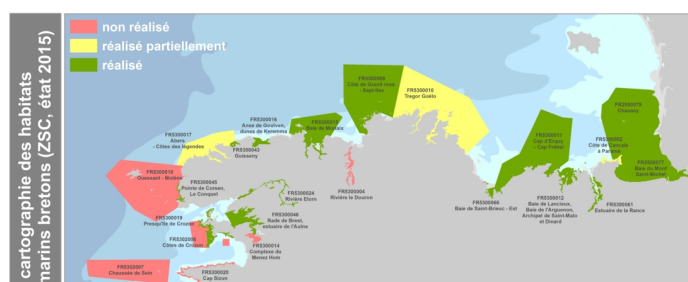 cartographie des habitats
marins bretons (ZSC, état 2015)
non réalisé
réalisé partiellement
réalisé
FR5300009
Côte de Granit rose
- Sept-Iles
FR5300010
Tregor Goëlo
FR5300016
Anse de Goulven,
dunes de Keremma
FR5300015
Baie de Morlaix
FR5300017
Abers
- Côtes des légendes
FR5300043
Guisseny
FR5300018
Ouessant - Molène
FR5300045
Pointe de Corsen,
Le Conquet
FR5300024
Rivière Elorn
FR5300004
Rivière le Douron
FR5300019
Presqu'île de Crozon
FR5300046
Rade de Brest,
estuaire de l'Aulne
FR5302006
Côtes de Crozon
FR5300014
Complexe du
Menez Hom
FR5302007
Chaussée de Sein
FR5300020
Cap Sizun
FR5300066
Baie de Saint-Brieuc - Est
FR5300011
Cap d'Erquy -
Cap Fréhel
FR5300012
Baie de Lancieux,
Baie de l'Arguenon,
Archipel de Saint-Malo
et Dinard
FR5300052
Côte de Cancale
à Paramé
FR5300061
Estuaire de la Rance
FR2500079
Chausey
FR2500077
Baie du Mont
Saint-Michel